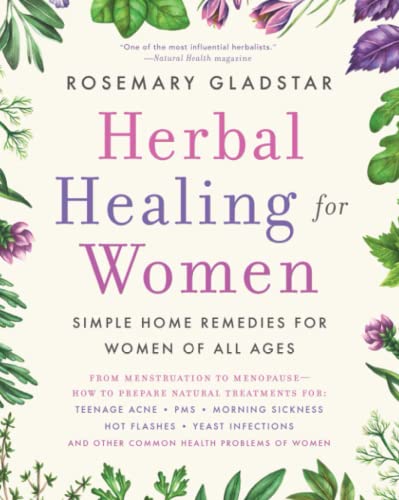 "One of the most influential herbalists."
—Natural Health magazine
ROSEMARY GLADSTAR
Herbal
Healing for
Women
SIMPLE HOME REMEDIES FOR
WOMEN OF ALL AGES
FROM MENSTRUATION TO MENOPAUSE—
HOW TO PREPARE NATURAL TREATMENTS FOR:
TEENAGE ACNE • PMS • MORNING SICKNESS
HOT FLASHES • YEAST INFECTIONS
AND OTHER COMMON HEALTH PROBLEMS OF WOMEN